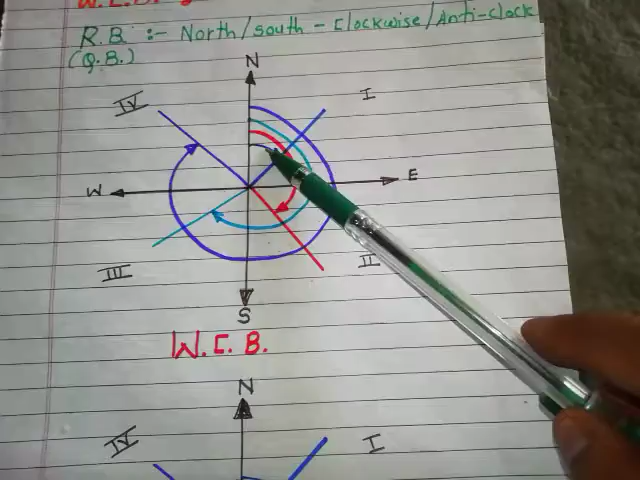 W.C.B.
R.B. :- North/south - Clockwise/Anti-clock
(Q.B.)
N
IV
I
W
E
III
II
S
W.C.B.
N
IV
I